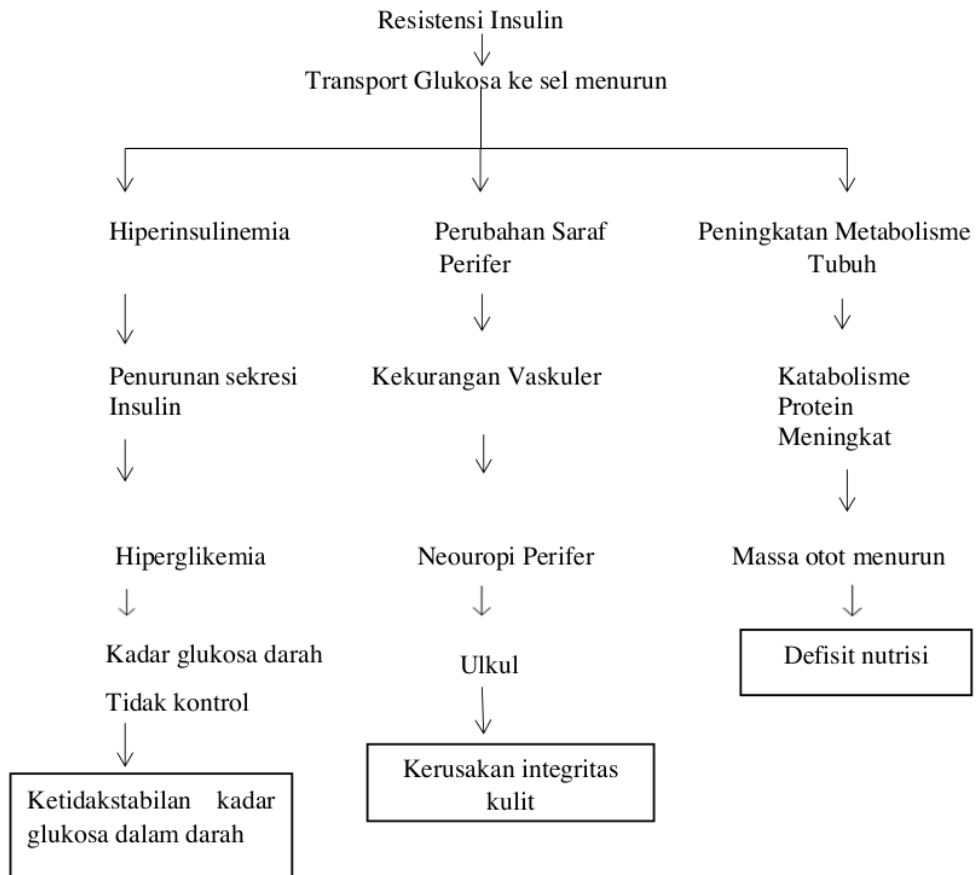 Resistensi Insulin
Transport Glukosa ke sel menurun
Hiperinsulinemia
Perubahan Saraf
Perifer
Peningkatan Metabolisme
Tubuh
Penurunan sekresi
Insulin
Kekurangan Vaskuler
Katabolisme
Protein
Meningkat
Hiperglikemia
Neouropi Perifer
Massa otot menurun
Kadar glukosa darah
Tidak kontrol
Ulkul
Defisit nutrisi
Ketidakstabilan kadar
glukosa dalam darah
Kerusakan integritas
kulit